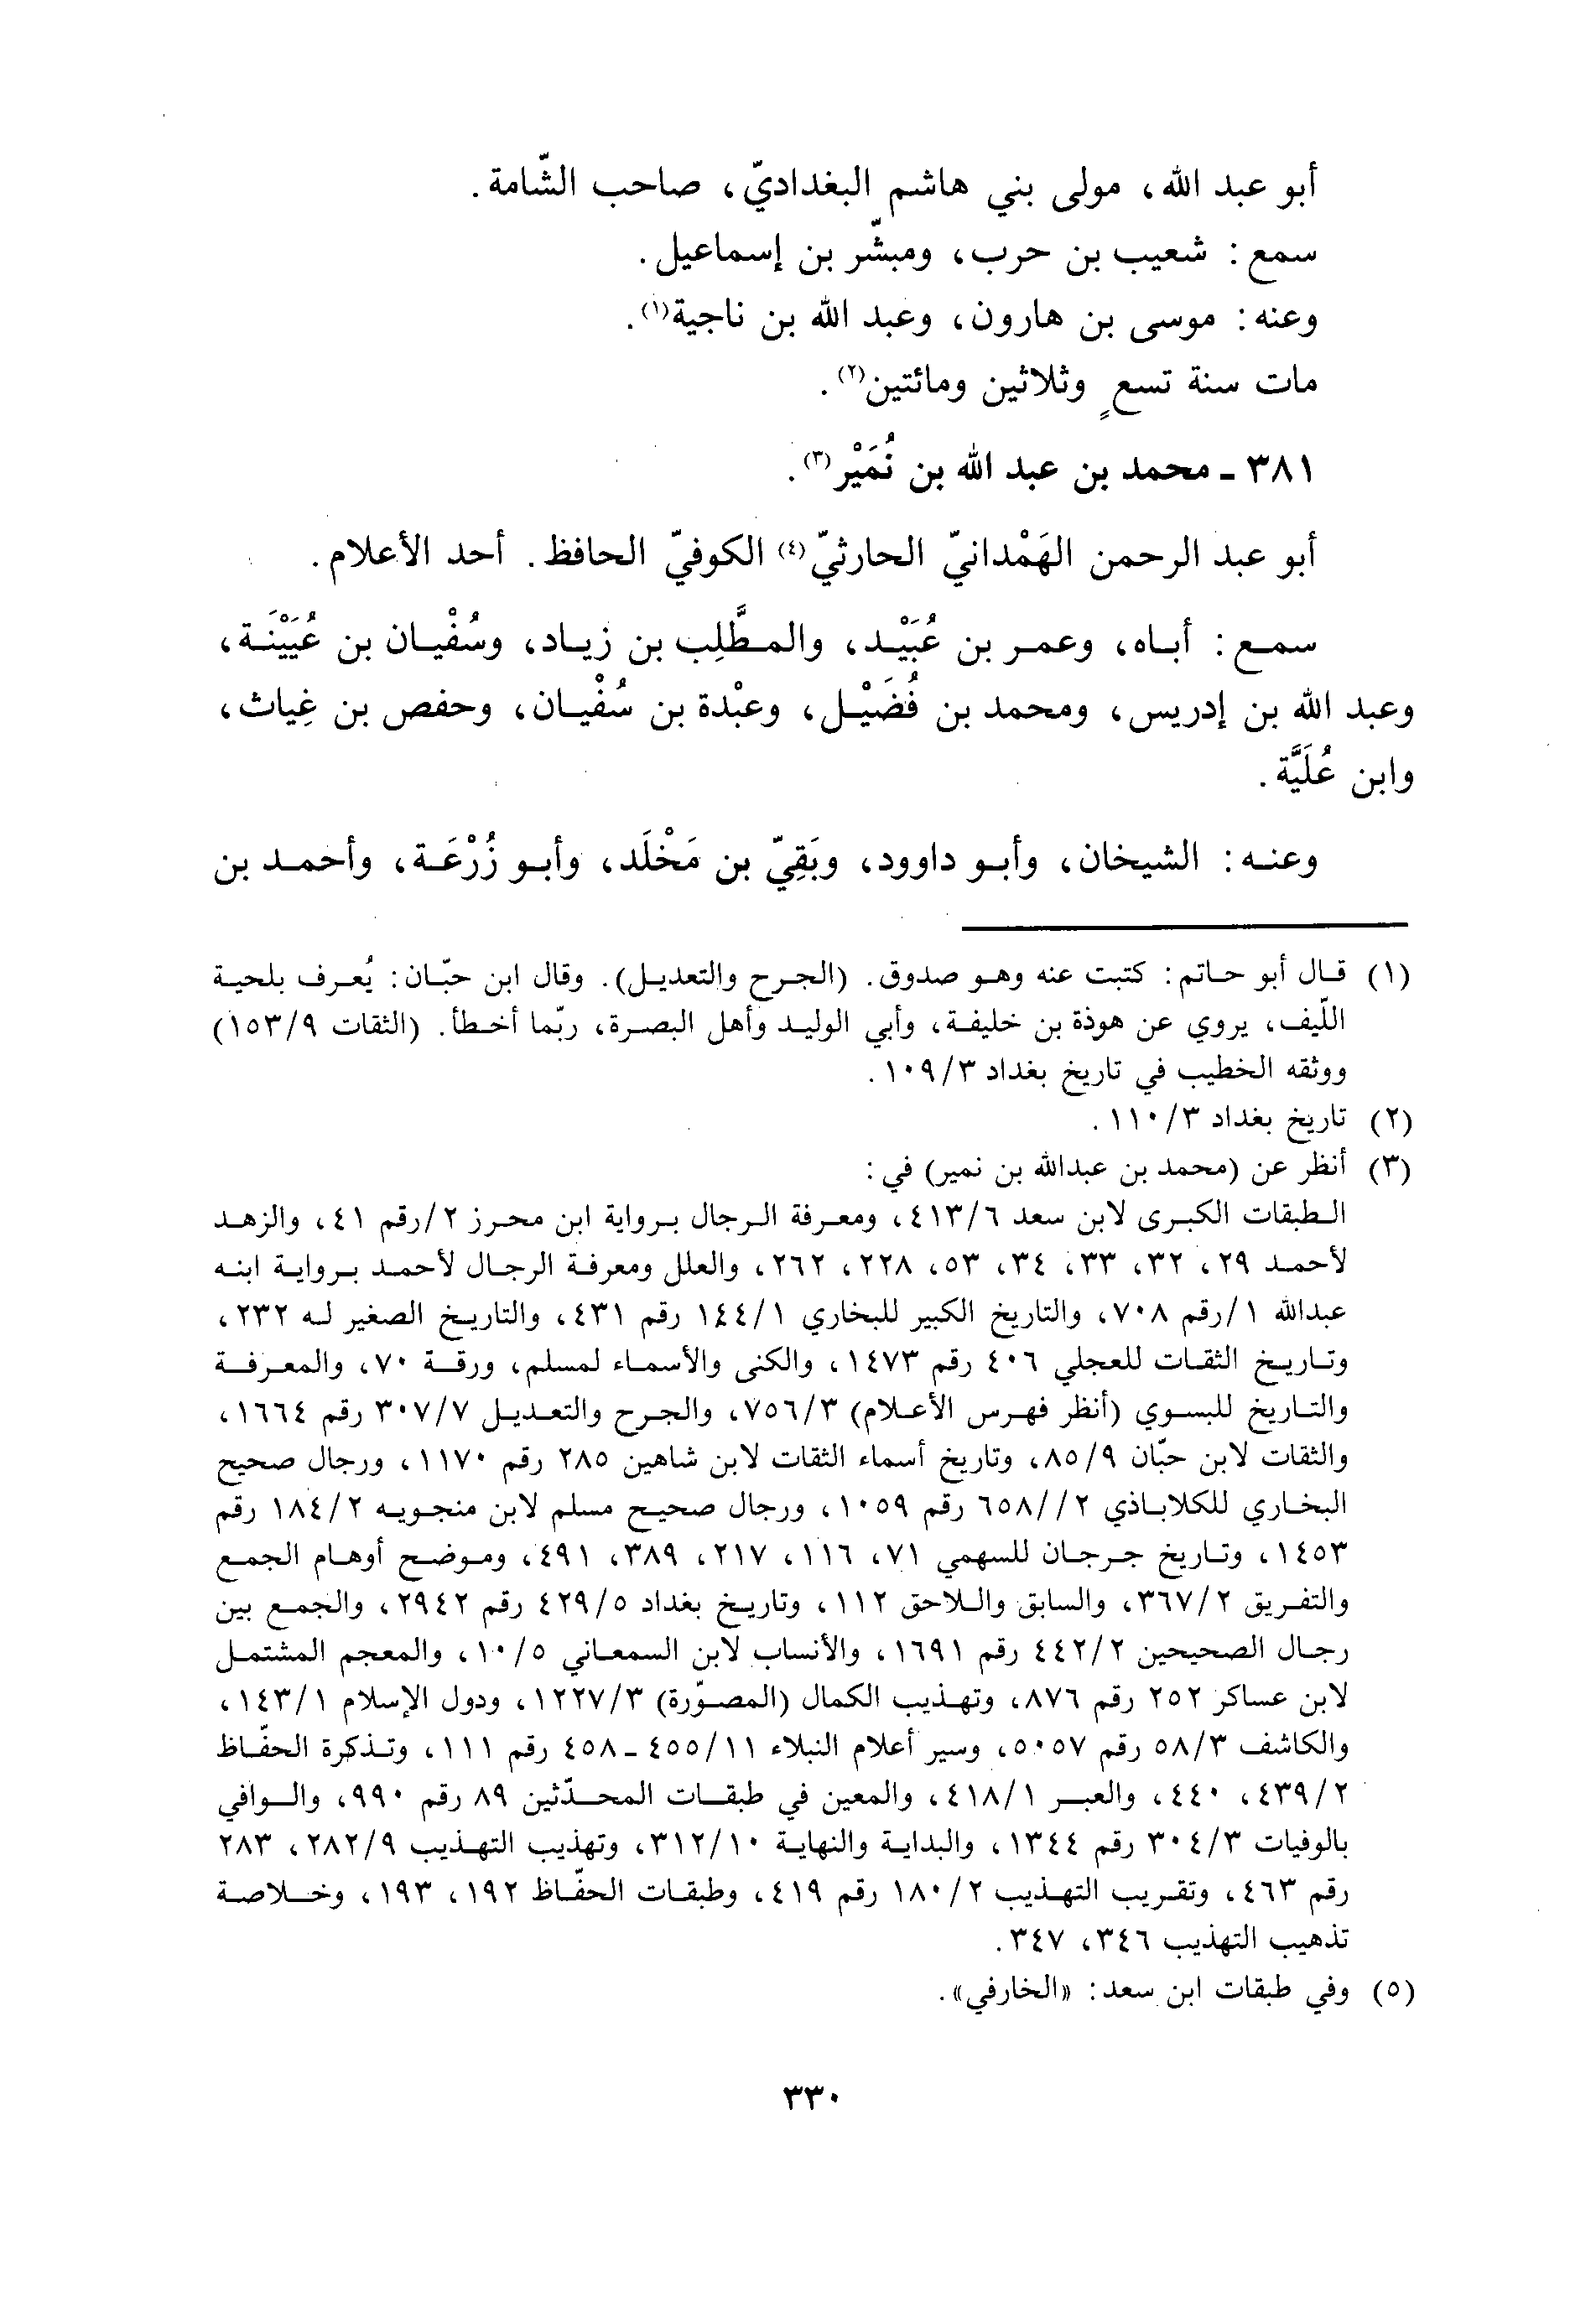 أبو عبد الله، مولى بني هاشم البغداديّ، صاحب الشّامة.
سمع: شعيب بن حرب، ومبشّر بن إسماعيل.
وعنه: موسى بن هارون، وعبد الله بن ناجية(١).
مات سنة تسعٍ وثلاثين ومائتين(٢).
٣٨١ ـ محمد بن عبد الله بن نُمَيْر(٣).
أبو عبد الرحمن الهَمْدانيّ الحارثيّ(٤) الكوفيّ الحافظ. أحد الأعلام.
سمع: أباه، وعمر بن عُبَيْد، والمطَّلِب بن زياد، وسُفْيان بن عُيَيْنَة،
وعبد الله بن إدريس، ومحمد بن فُضَيْل، وعبْدة بن سُفْيان، وحفص بن غِياث،
وابن عُلَيَّة.
وعنه: الشيخان، وأبو داوود، وبَقِيّ بن مَخْلَد، وأبو زُرْعَة، وأحمد بن
(١) قال أبو حاتم: كتبت عنه وهو صدوق. (الجرح والتعديل). وقال ابن حبّان: يُعرف بلحية
اللّيف، يروي عن هوذة بن خليفة، وأبي الوليد وأهل البصرة، ربّما أخطأ. (الثقات ١٥٣/٩)
ووثقه الخطيب في تاريخ بغداد ١٠٩/٣.
(٢) تاريخ بغداد ١١٠/٣.
(٣) أنظر عن (محمد بن عبدالله بن نمير) في:
الطبقات الكبرى لابن سعد ٤١٣/٦، ومعرفة الرجال برواية ابن محرز ٢/رقم ٤١، والزهد
لأحمد ٢٩، ٣٢، ٣٣، ٣٤، ٥٣، ٢٢٨، ٢٦٢، والعلل ومعرفة الرجال لأحمد برواية ابنه
عبدالله ١/رقم ٧٠٨، والتاريخ الكبير للبخاري ١٤٤/١ رقم ٤٣١، والتاريخ الصغير له ٢٣٢،
وتاريخ الثقات للعجلي ٤٠٦ رقم ١٤٧٣، والكنى والأسماء لمسلم، ورقة ٧٠، والمعرفة
والتاريخ للبسوي (أنظر فهرس الأعلام) ٧٥٦/٣، والجرح والتعديل ٣٠٧/٧ رقم ١٦٦٤،
والثقات لابن حبّان ٨٥/٩، وتاريخ أسماء الثقات لابن شاهين ٢٨٥ رقم ١١٧٠، ورجال صحيح
البخاري للكلاباذي ٢//٦٥٨ رقم ١٠٥٩، ورجال صحيح مسلم لابن منجويه ١٨٤/٢ رقم
١٤٥٣، وتاريخ جرجان للسهمي ٧١، ١١٦، ٢١٧، ٣٨٩، ٤٩١، وموضح أوهام الجمع
والتفريق ٣٦٧/٢، والسابق واللاحق ١١٢، وتاريخ بغداد ٤٢٩/٥ رقم ٢٩٤٢، والجمع بين
رجال الصحيحين ٤٤٢/٢ رقم ١٦٩١، والأنساب لابن السمعاني ١٠/٥، والمعجم المشتمل
لابن عساكر ٢٥٢ رقم ٨٧٦، وتهذيب الكمال (المصوّرة) ١٢٢٧/٣، ودول الإسلام ١٤٣/١،
والكاشف ٥٨/٣ رقم ٥٠٥٧، وسير أعلام النبلاء ٤٥٥/١١ ـ ٤٥٨ رقم ١١١، وتذكرة الحفّاظ
٤٣٩/٢، ٤٤٠، والعبر ٤١٨/١، والمعين في طبقات المحدّثين ٨٩ رقم ٩٩٠، والوافي
بالوفيات ٣٠٤/٣ رقم ١٣٤٤، والبداية والنهاية ٣١٢/١٠، وتهذيب التهذيب ٢٨٢/٩، ٢٨٣
رقم ٤٦٣، وتقريب التهذيب ١٨٠/٢ رقم ٤١٩، وطبقات الحفّاظ ١٩٢، ١٩٣، وخلاصة
تذهيب التهذيب ٣٤٦، ٣٤٧.
(٥) وفي طبقات ابن سعد: «الخارفي».
٣٣٠